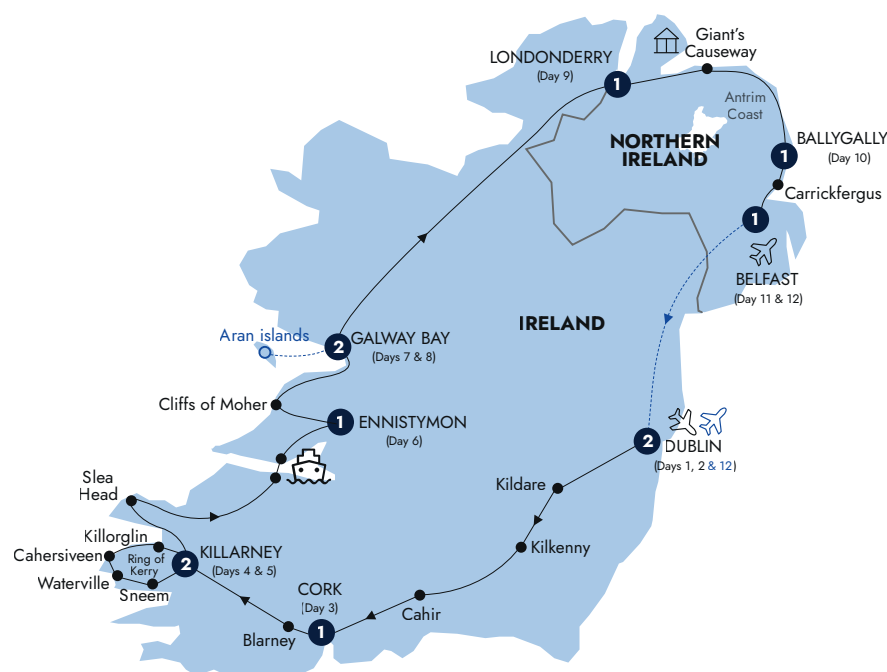 Giant's
Causeway
LONDONDERRY
(Day 9)
1
Antrim
Coast
NORTHERN
IRELAND
BALLYGALLY
(Day 10)
1
Carrickfergus
1
BELFAST
(Day 11 & 12)
IRELAND
Aran islands
2
GALWAY BAY
(Days 7 & 8)
Cliffs of Moher
1
ENNISTYMON
(Day 6)
2
DUBLIN
(Days 1, 2 & 12)
Slea
Head
Kildare
Killorglin
Kilkenny
Cahersiveen
Ring of
Kerry
2
KILLARNEY
(Days 4 & 5)
Waterville
Sneem
CORK
(Day 3)
1
Cahir
Blarney